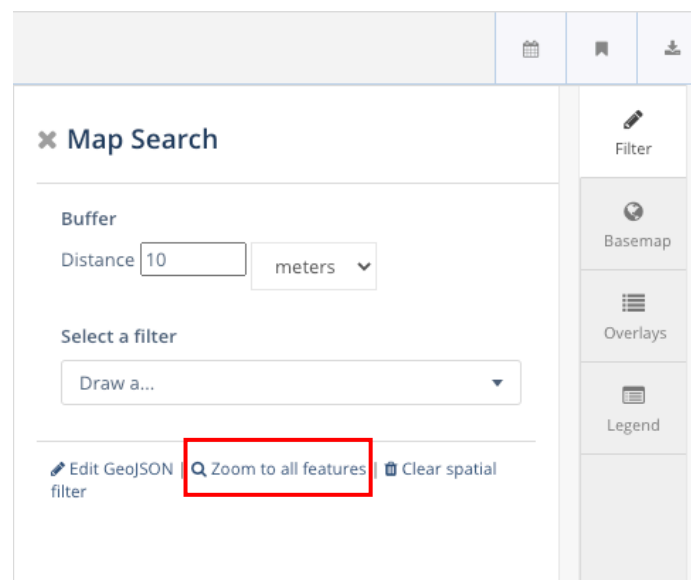 Map Search
Filter
Buffer
Distance 10 meters
Basemap
Select a filter
Overlays
Draw a...
Legend
Edit GeoJSON | Zoom to all features | Clear spatial
filter